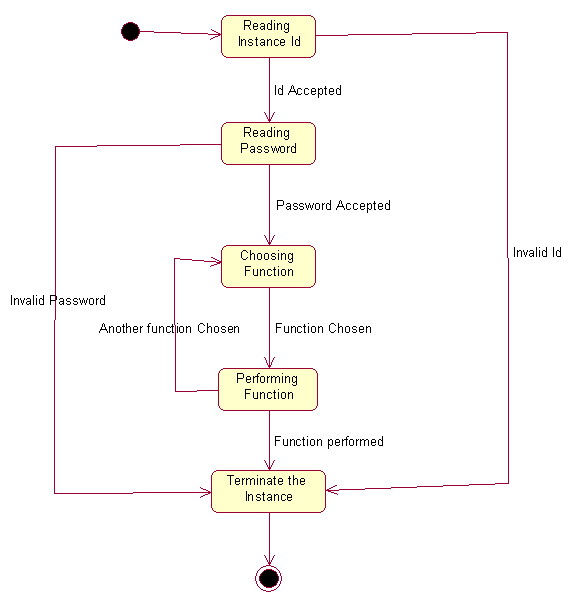 Reading
Instance Id
Id Accepted
Reading
Password
Password Accepted
Invalid Id
Choosing
Function
Invalid Password
Another function Chosen
Function Chosen
Performing
Function
Function performed
Terminate the
Instance